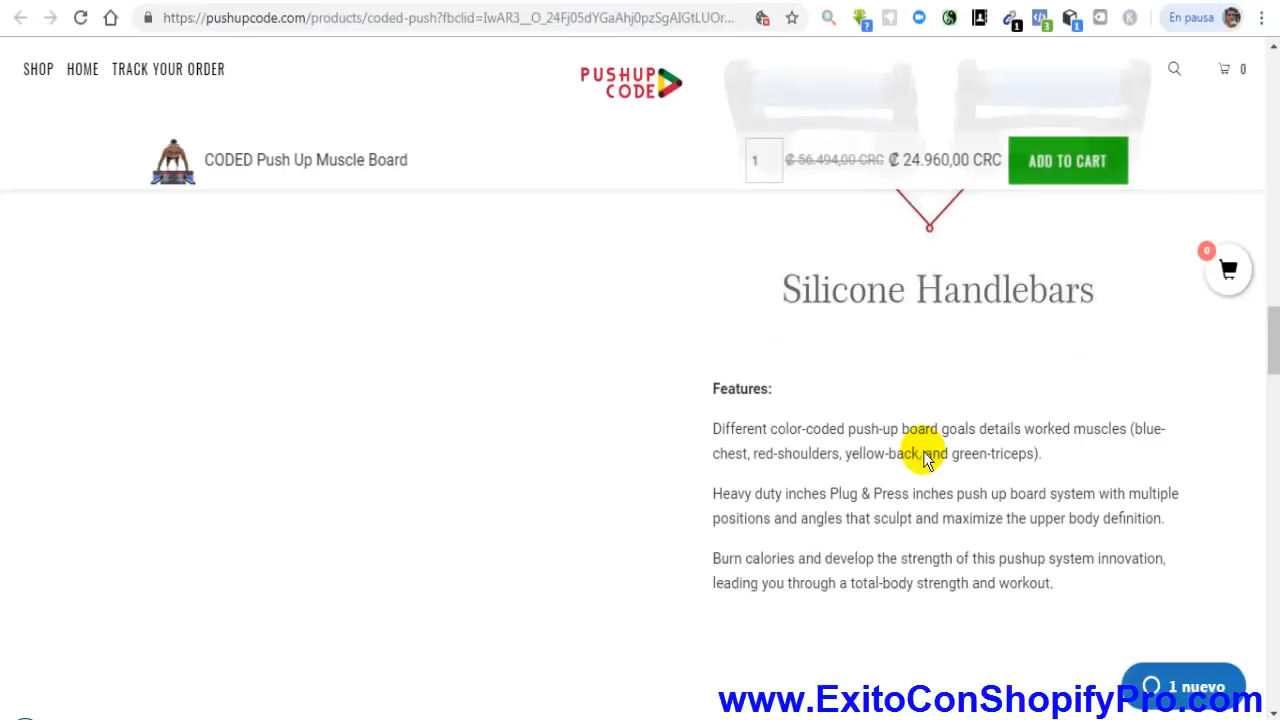 https://pushupcode.com/products/coded-push?fbclid=IwAR3__O_24Fj05dYGaAhj0pzSgAIGtLUOr...
? 1 3 1
En pausa
SHOP HOME TRACK YOUR ORDER
PUSHUP
CODE
0
CODED Push Up Muscle Board
1
₡ 56.494,00 CRC ₡ 24.960,00 CRC
ADD TO CART
0
Silicone Handlebars
Features:
Different color-coded push-up board goals details worked muscles (blue-
chest, red-shoulders, yellow-back, and green-triceps).
Heavy duty inches Plug & Press inches push up board system with multiple
positions and angles that sculpt and maximize the upper body definition.
Burn calories and develop the strength of this pushup system innovation,
leading you through a total-body strength and workout.
1 nuevo
www.ExitoConShopifyPro.com